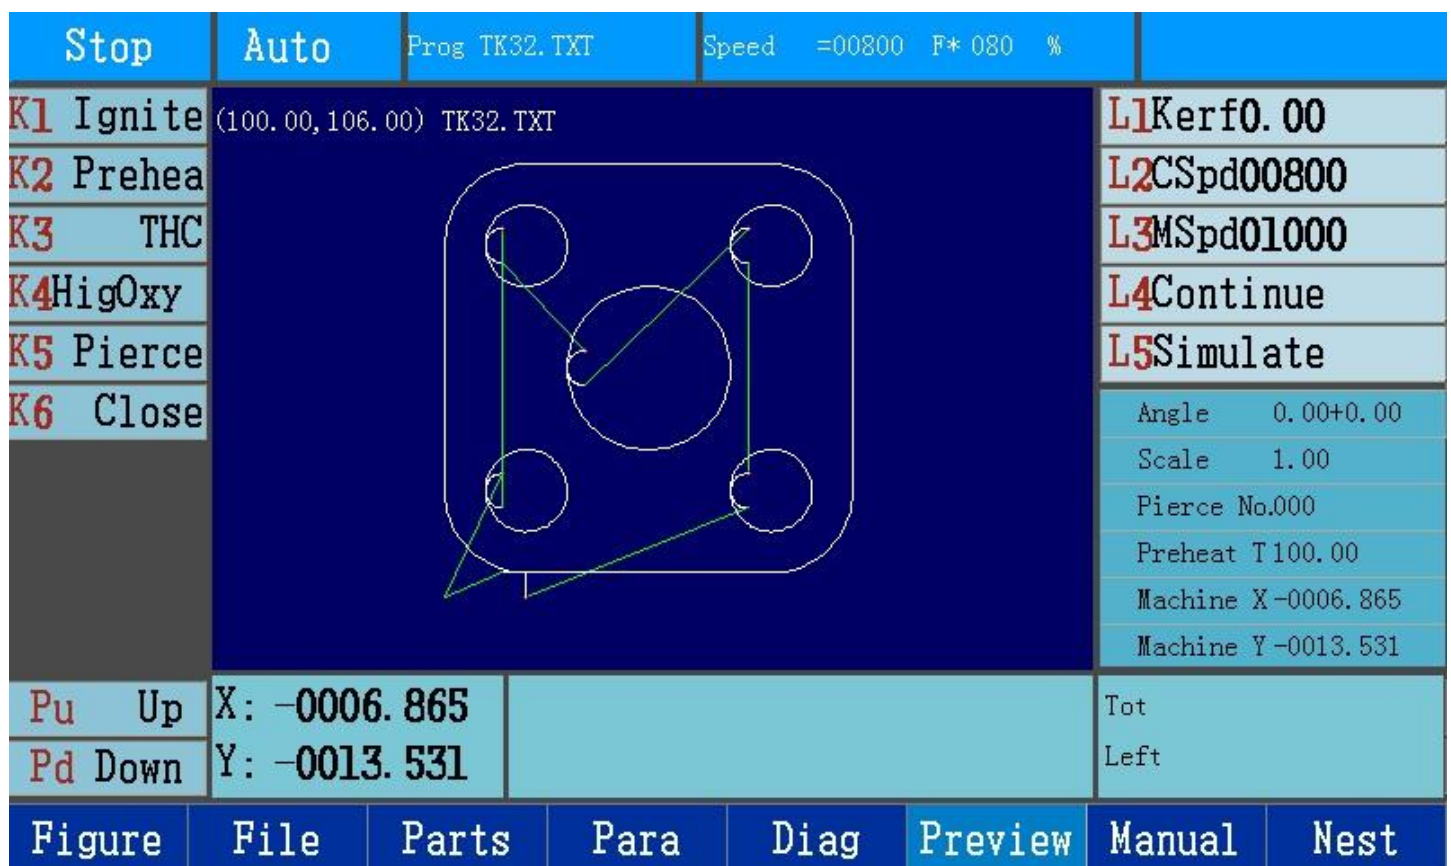 Stop Auto Prog TK32.TXT Speed =00800 F* 080 %
K1 Ignite
K2 Prehea
K3 THC
K4HigOxy
K5 Pierce
K6 Close
(100.00,106.00) TK32.TXT
L1Kerf0.00
L2CSpd00800
L3MSpd01000
L4Continue
L5Simulate
Angle 0.00+0.00
Scale 1.00
Pierce No.000
Preheat T100.00
Machine X-0006.865
Machine Y-0013.531
Pu Up
Pd Down
X: -0006.865
Y: -0013.531
Tot
Left
Figure File Parts Para Diag Preview Manual Nest